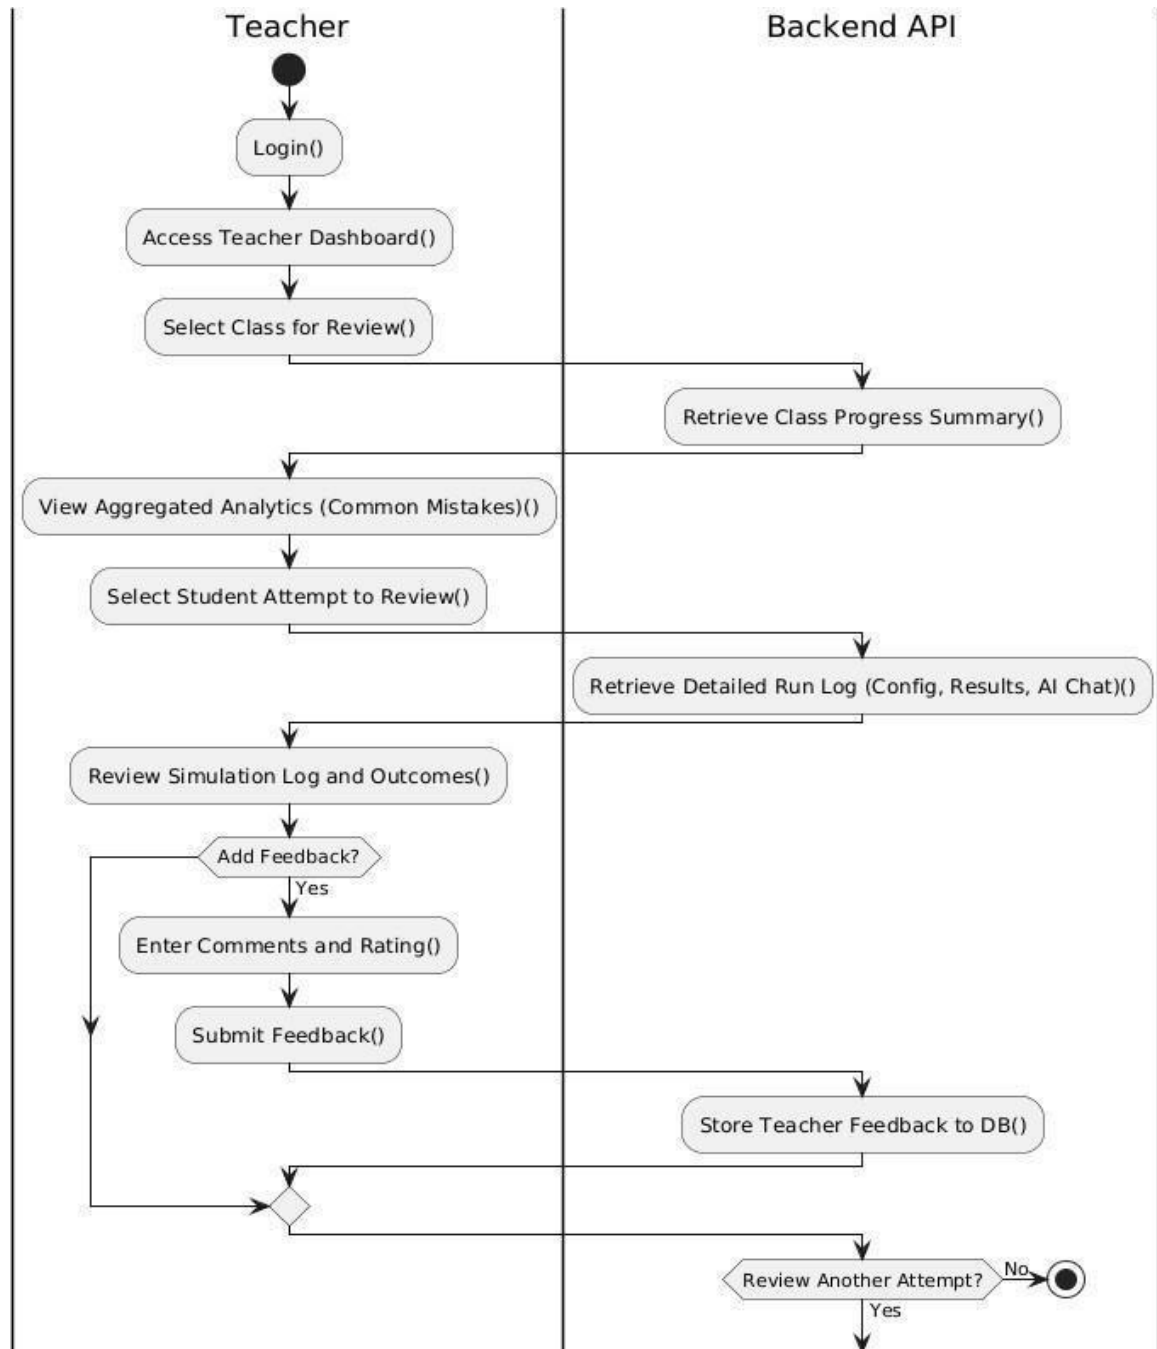 Teacher
Backend API
Login()
Access Teacher Dashboard()
Select Class for Review()
Retrieve Class Progress Summary()
View Aggregated Analytics (Common Mistakes)()
Select Student Attempt to Review()
Retrieve Detailed Run Log (Config, Results, AI Chat)()
Review Simulation Log and Outcomes()
Add Feedback?
Yes
Enter Comments and Rating()
Submit Feedback()
Store Teacher Feedback to DB()
Review Another Attempt?
No
Yes